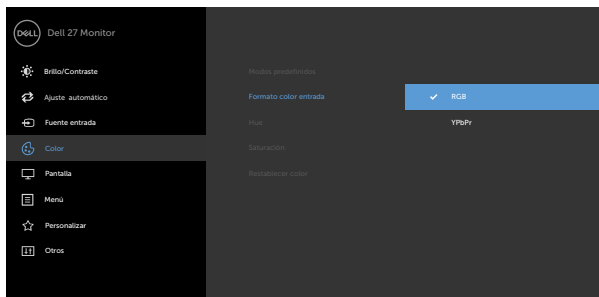 DELL Dell 27 Monitor
Brillo/Contraste
Modos predefinidos
Ajuste automático
Formato color entrada
RGB
Fuente entrada
Hue
YPbPr
Color
Saturación
Pantalla
Restablecer color
Menú
Personalizar
Otros